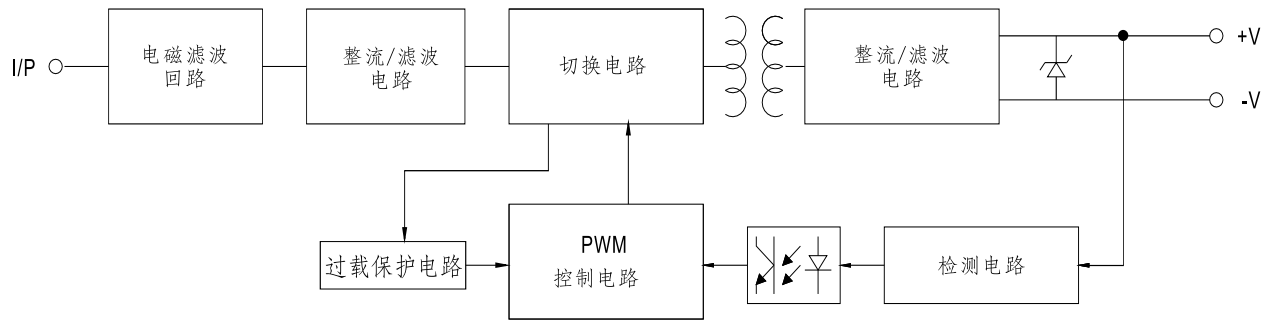 I/P
电磁滤波
回路
整流/滤波
电路
切换电路
整流/滤波
电路
+V
-V
过载保护电路
PWM
控制电路
检测电路